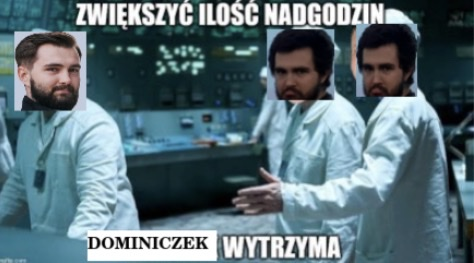 ZWIĘKSZYĆ ILOŚĆ NADGODZIN
DOMINICZEK WYTRZYMA